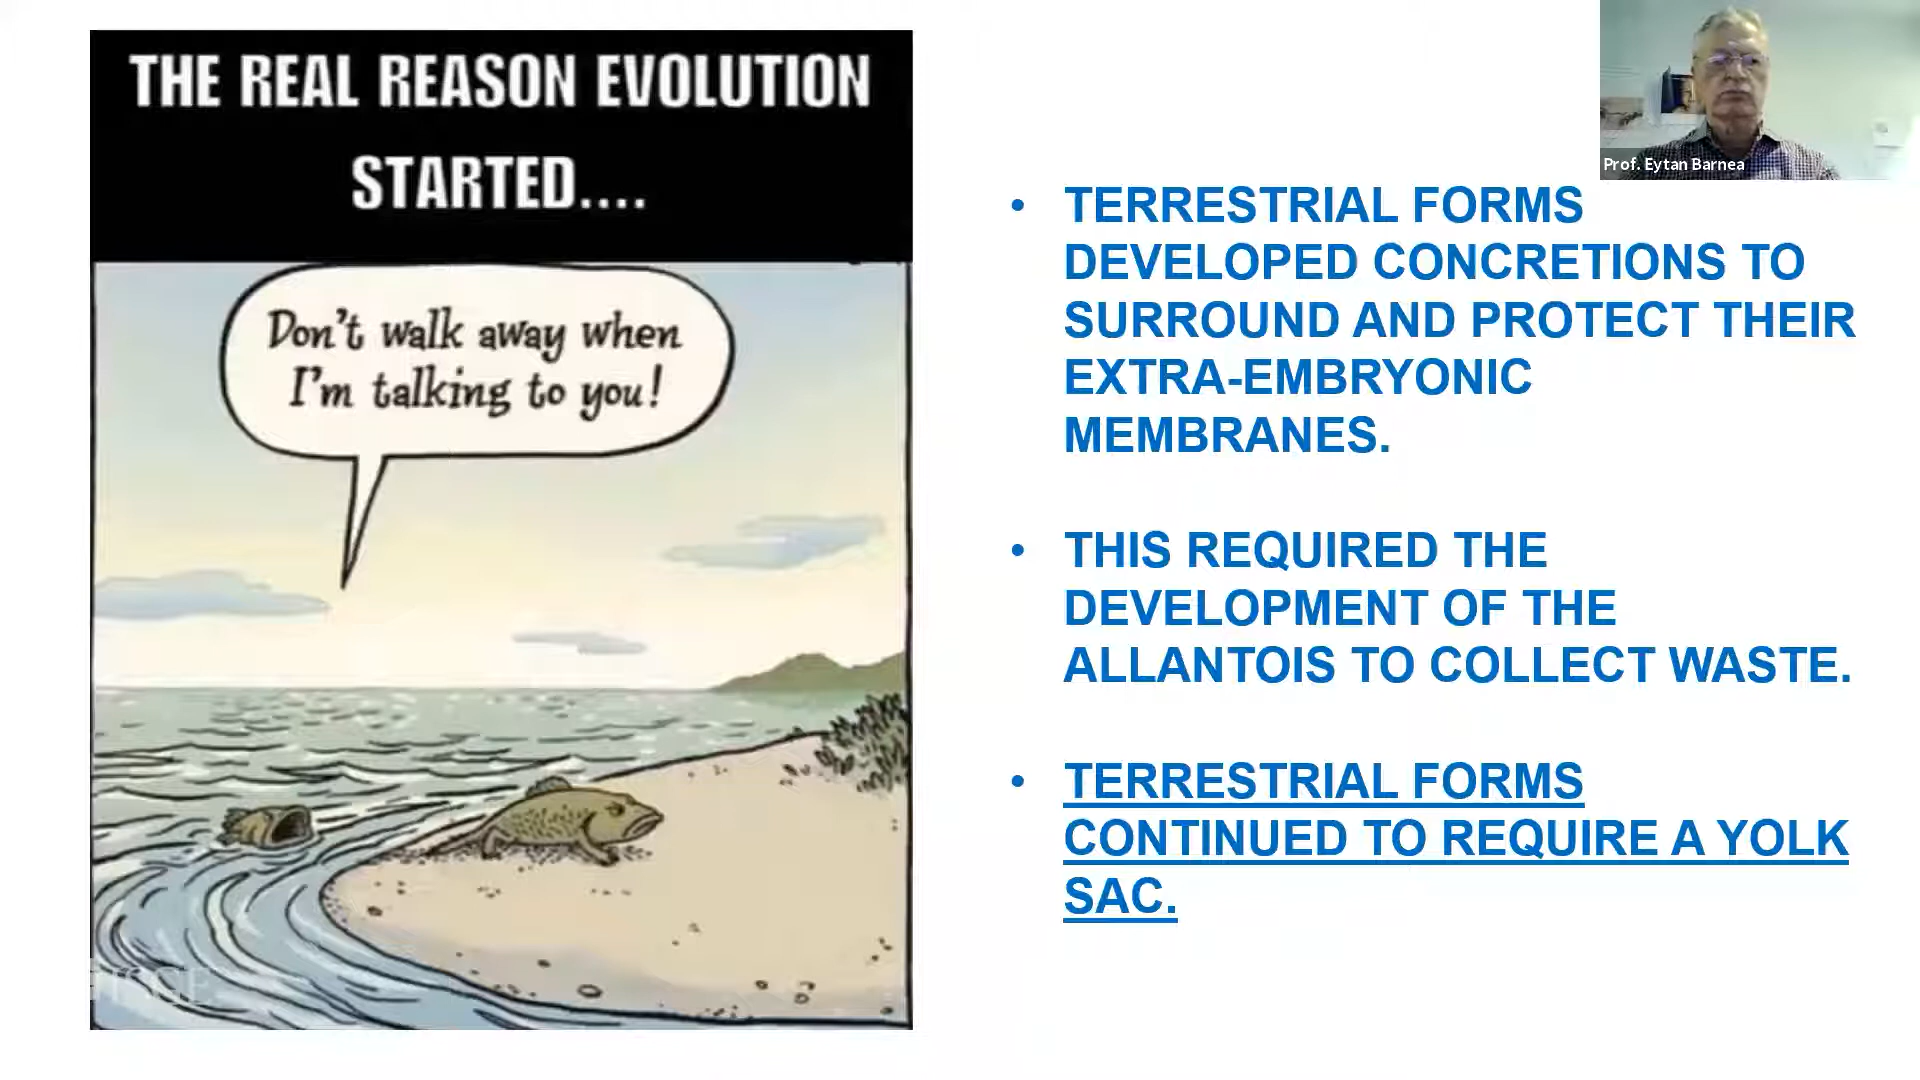 THE REAL REASON EVOLUTION
STARTED....
Don't walk away when
I'm talking to you!
Prof. Eytan Barnea
• TERRESTRIAL FORMS
DEVELOPED CONCRETIONS TO
SURROUND AND PROTECT THEIR
EXTRA-EMBRYONIC
MEMBRANES.
• THIS REQUIRED THE
DEVELOPMENT OF THE
ALLANTOIS TO COLLECT WASTE.
• TERRESTRIAL FORMS
CONTINUED TO REQUIRE A YOLK
SAC.